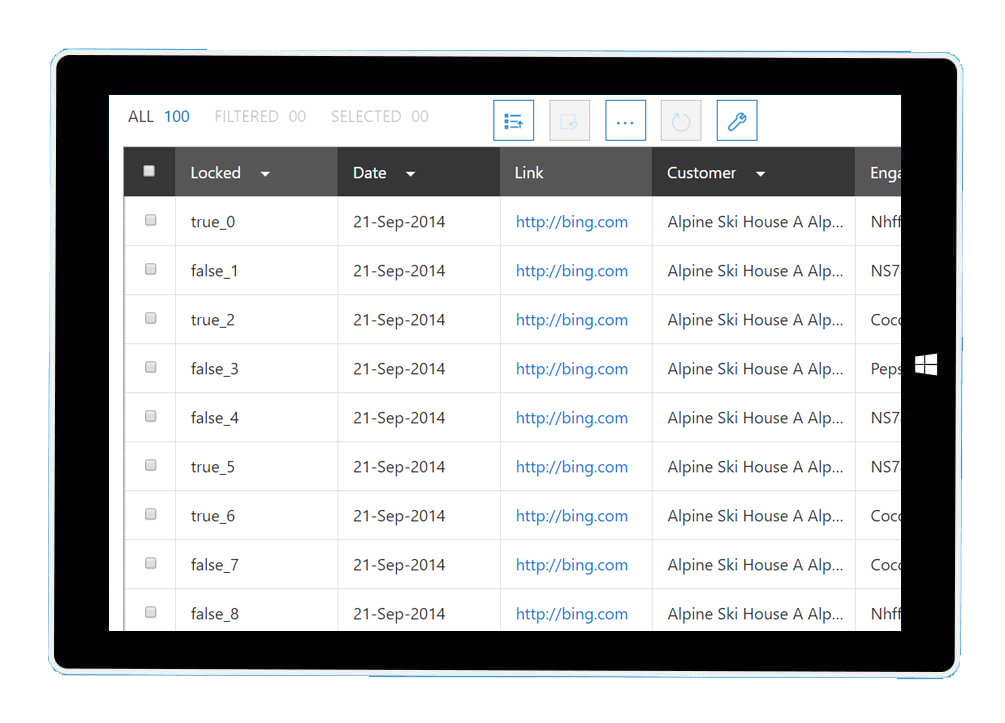 ALL 100 FILTERED 00 SELECTED 00
Locked Date Link Customer Enga
true_0 21-Sep-2014 http://bing.com Alpine Ski House A Alp... Nhff
false_1 21-Sep-2014 http://bing.com Alpine Ski House A Alp... NS7
true_2 21-Sep-2014 http://bing.com Alpine Ski House A Alp... Coco
false_3 21-Sep-2014 http://bing.com Alpine Ski House A Alp... Peps
false_4 21-Sep-2014 http://bing.com Alpine Ski House A Alp... NS7
true_5 21-Sep-2014 http://bing.com Alpine Ski House A Alp... NS7
true_6 21-Sep-2014 http://bing.com Alpine Ski House A Alp... Coco
false_7 21-Sep-2014 http://bing.com Alpine Ski House A Alp... Coco
false_8 21-Sep-2014 http://bing.com Alpine Ski House A Alp... Nhff